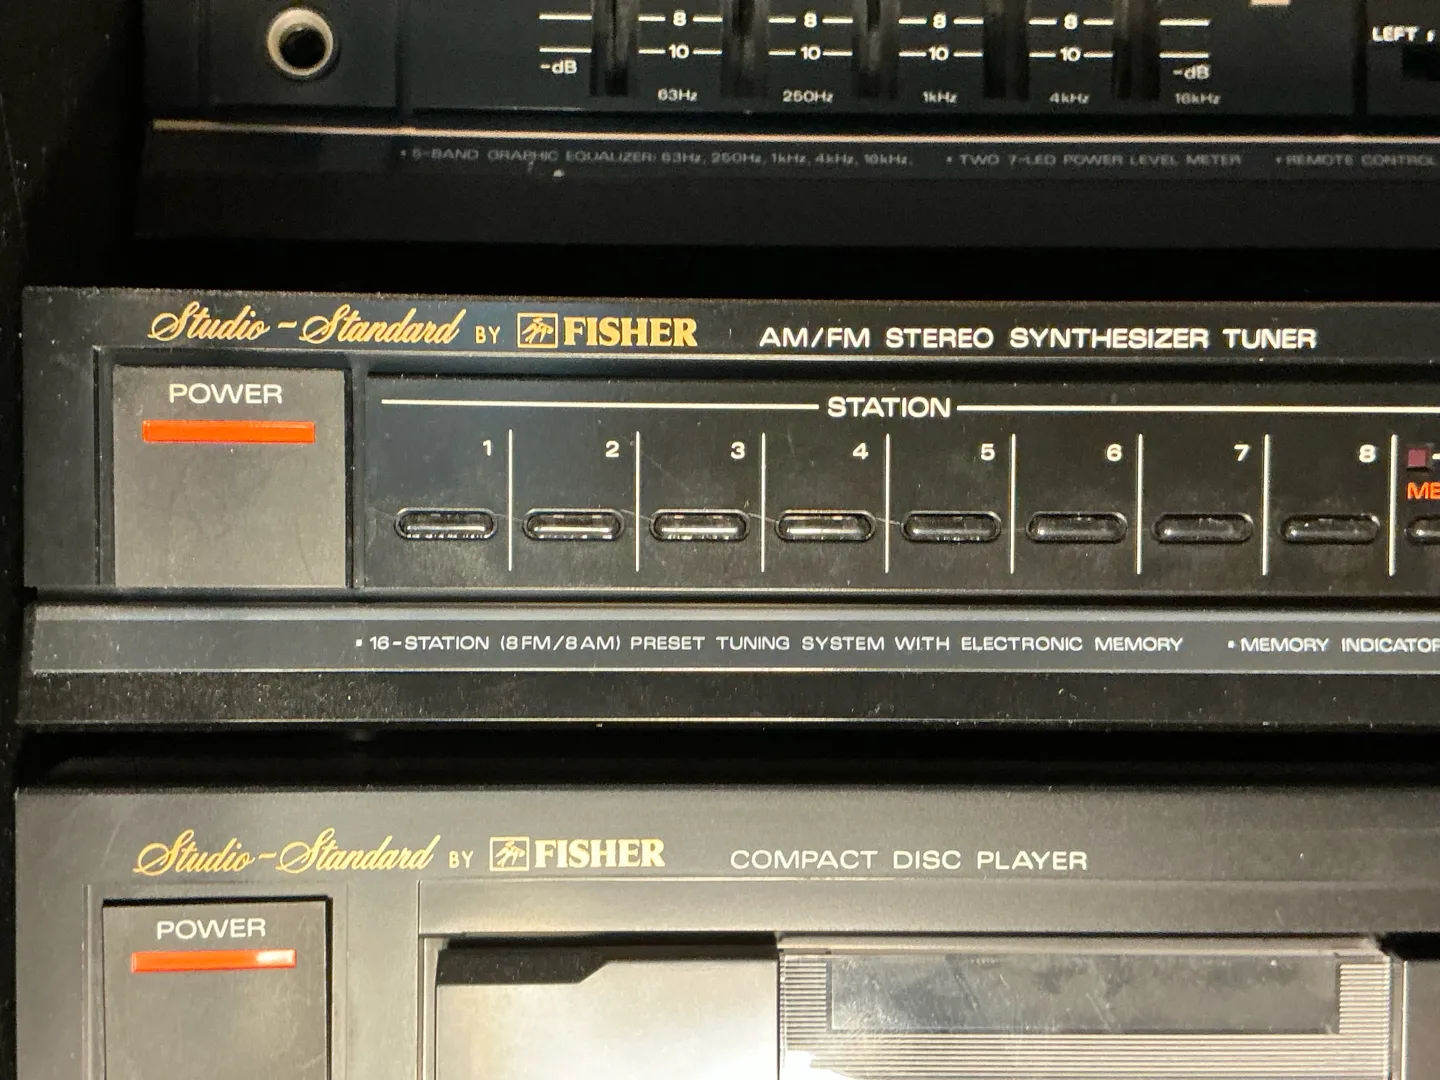 8 8 8 8
LEFT
10 10 10 10
-dB -dB
63Hz 250Hz 1kHz 4kHz 16kHz
• 5-BAND GRAPHIC EQUALIZER: 63Hz, 250Hz, 1kHz, 4kHz, 16kHz. • TWO 7-LED POWER LEVEL METER • REMOTE CONTROL
Studio-Standard BY FISHER AM/FM STEREO SYNTHESIZER TUNER
POWER
STATION
1 2 3 4 5 6 7 8
ME
• 16-STATION (8FM/8AM) PRESET TUNING SYSTEM WITH ELECTRONIC MEMORY • MEMORY INDICATOR
Studio-Standard BY FISHER COMPACT DISC PLAYER
POWER